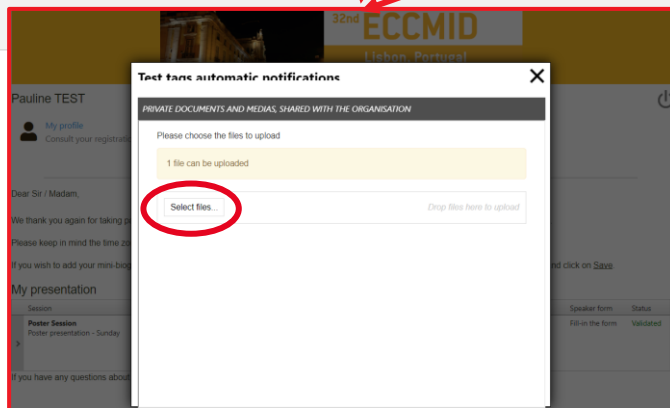 32nd ECCMID
Lisbon, Portugal
Test tags automatic notifications
Pauline TEST
PRIVATE DOCUMENTS AND MEDIAS, SHARED WITH THE ORGANISATION
My profile
Consult your registratio
Please choose the files to upload
1 file can be uploaded
Dear Sir / Madam,
Select files...
Drop files here to upload
We thank you again for taking p
Please keep in mind the time zo
If you wish to add your mini-biog
nd click on Save
My presentation
Session
Speaker form
Status
Poster Session
Fill-in the form
Validated
Poster presentation - Sunday
If you have any questions about